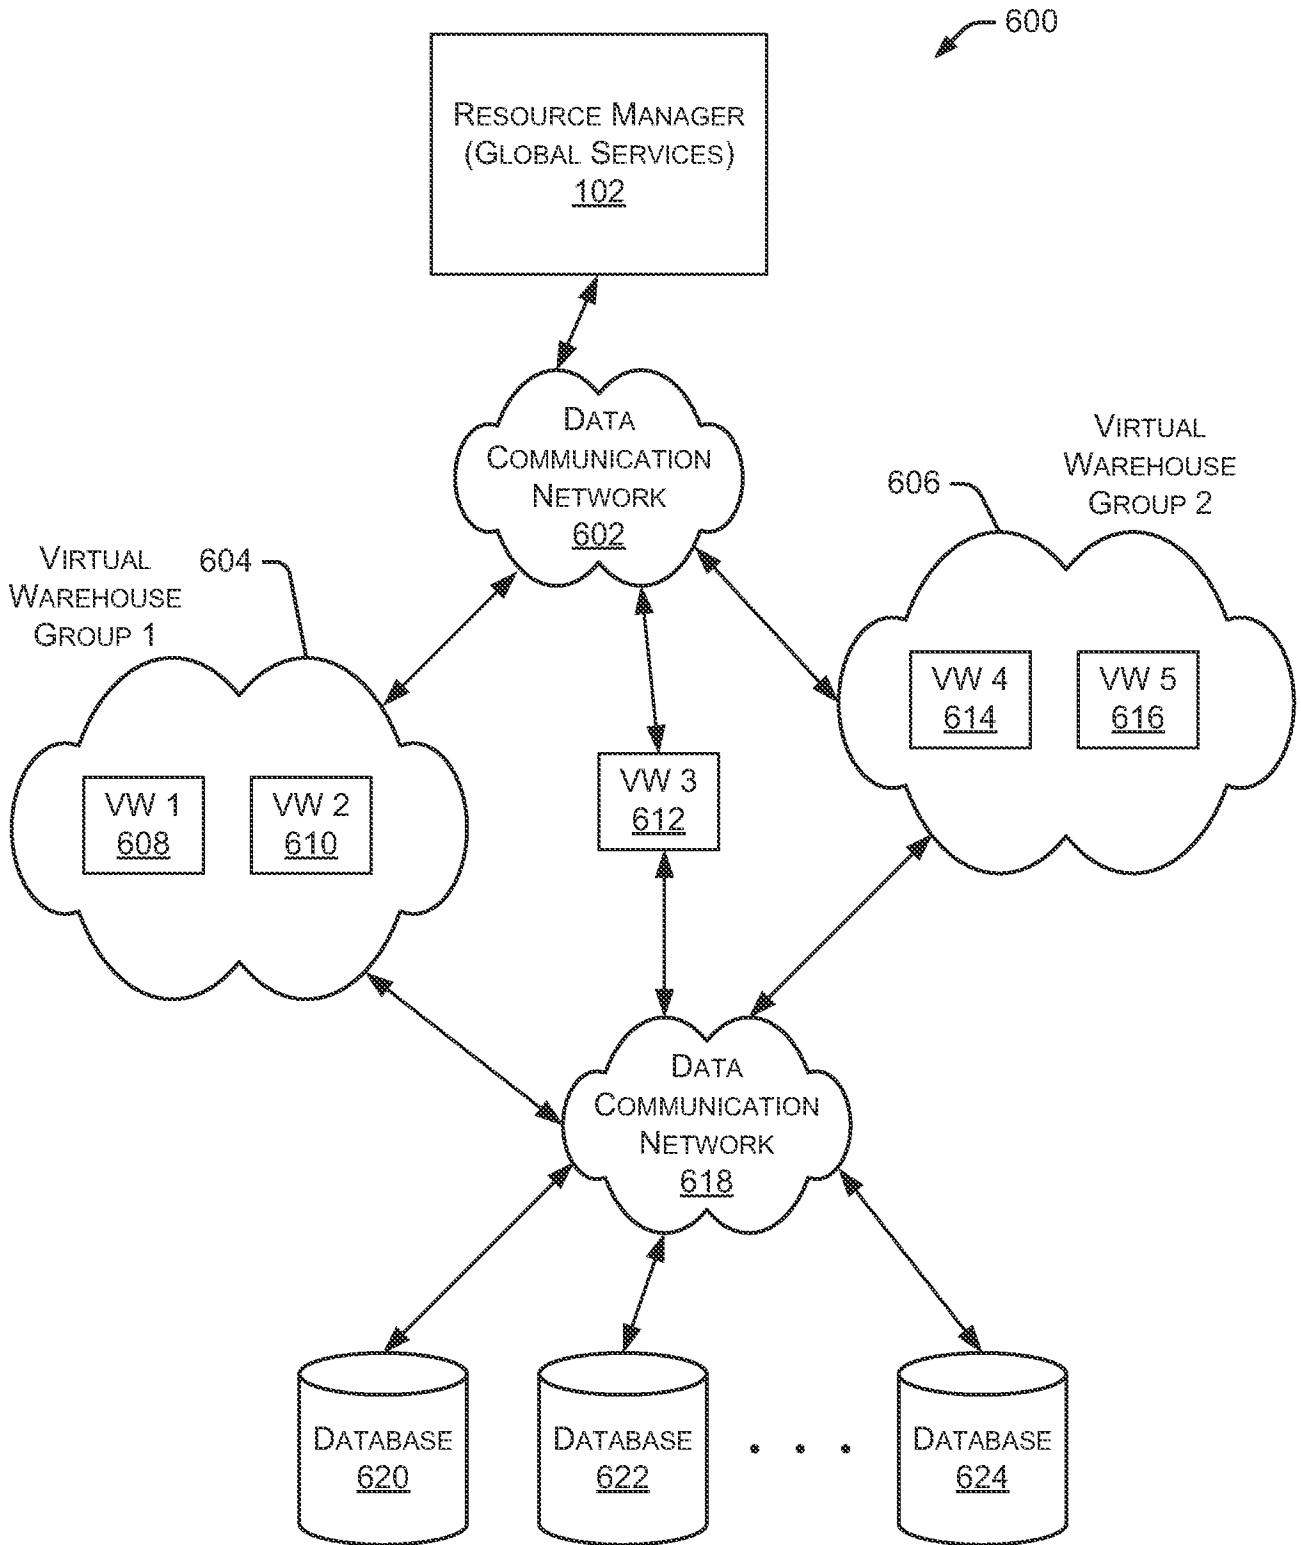 600
RESOURCE MANAGER
(GLOBAL SERVICES)
102
DATA
COMMUNICATION
NETWORK
602
VIRTUAL
WAREHOUSE
GROUP 2
606
VIRTUAL
WAREHOUSE
GROUP 1
604
VW 4
614
VW 5
616
VW 3
612
VW 1
608
VW 2
610
DATA
COMMUNICATION
NETWORK
618
DATABASE
620
DATABASE
622
. . .
DATABASE
624